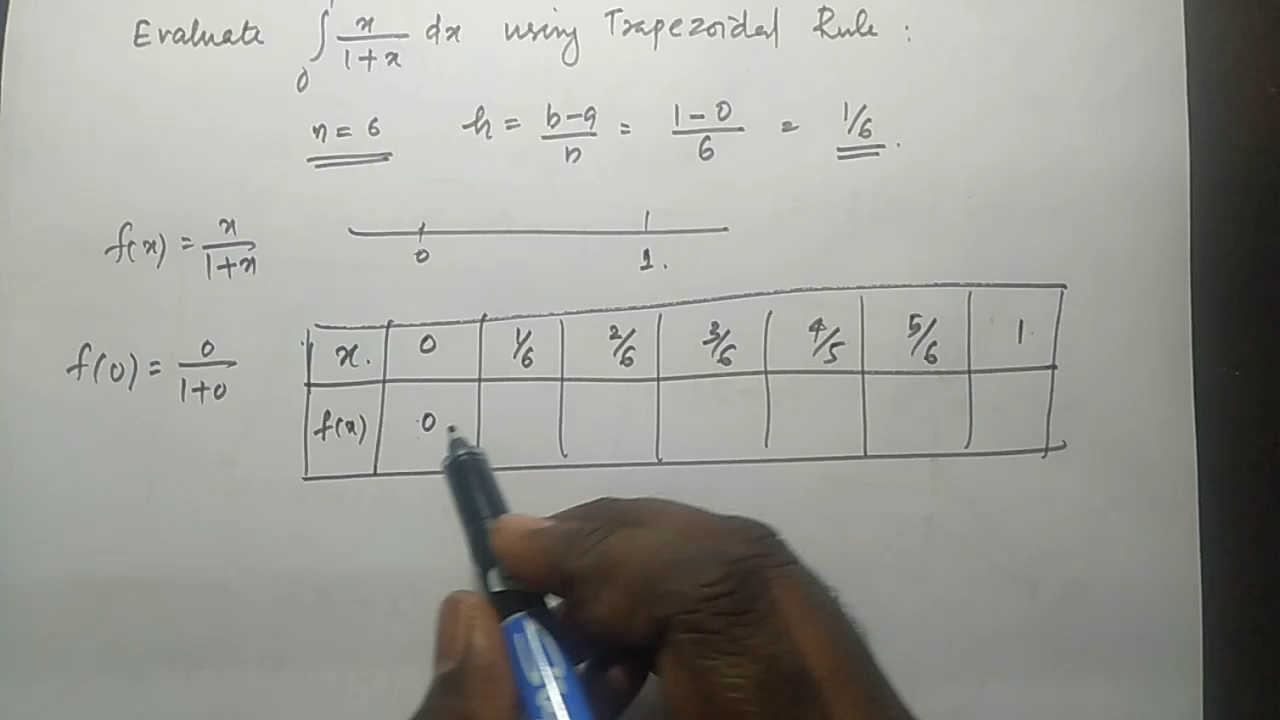 Evaluate ∫₀¹ x/(1+x) dx using Trapezoidal Rule :
n = 6 h = (b-a)/n = (1-0)/6 = 1/6 .
f(x) = x/(1+x)
0 1.
x. 0 1/6 2/6 3/6 4/5 5/6 1.
f(0) = 0/(1+0)
f(x) 0